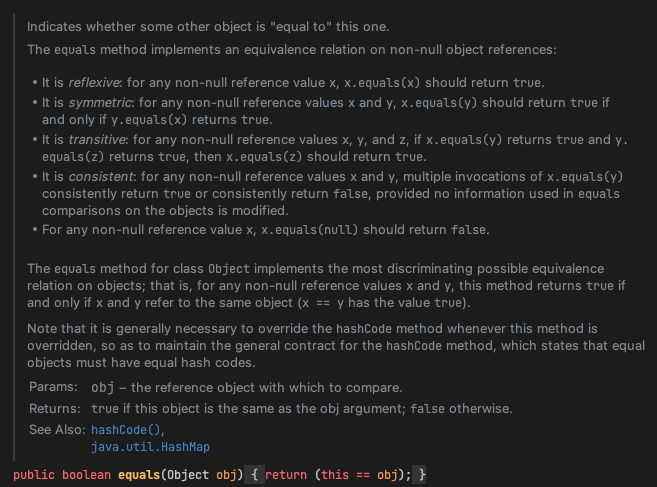 Indicates whether some other object is "equal to" this one.
The equals method implements an equivalence relation on non-null object references:
• It is reflexive: for any non-null reference value x, x.equals(x) should return true.
• It is symmetric: for any non-null reference values x and y, x.equals(y) should return true if
and only if y.equals(x) returns true.
• It is transitive: for any non-null reference values x, y, and z, if x.equals(y) returns true and y.
equals(z) returns true, then x.equals(z) should return true.
• It is consistent: for any non-null reference values x and y, multiple invocations of x.equals(y)
consistently return true or consistently return false, provided no information used in equals
comparisons on the objects is modified.
• For any non-null reference value x, x.equals(null) should return false.
The equals method for class Object implements the most discriminating possible equivalence
relation on objects; that is, for any non-null reference values x and y, this method returns true if
and only if x and y refer to the same object (x == y has the value true).
Note that it is generally necessary to override the hashCode method whenever this method is
overridden, so as to maintain the general contract for the hashCode method, which states that equal
objects must have equal hash codes.
Params: obj – the reference object with which to compare.
Returns: true if this object is the same as the obj argument; false otherwise.
See Also: hashCode(),
java.util.HashMap
public boolean equals(Object obj) { return (this == obj); }